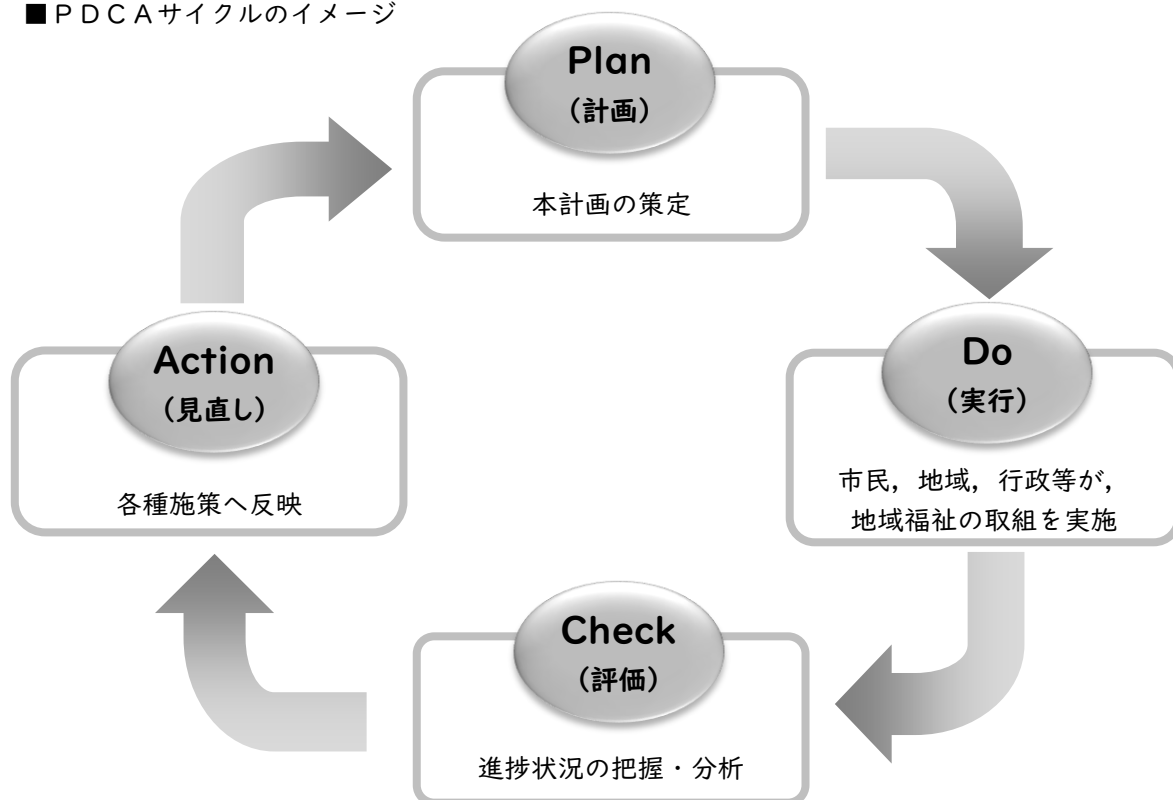 ■ＰＤＣＡサイクルのイメージ
Plan
（計画）
本計画の策定
Do
（実行）
市民，地域，行政等が，
地域福祉の取組を実施
Check
（評価）
進捗状況の把握・分析
Action
（見直し）
各種施策へ反映